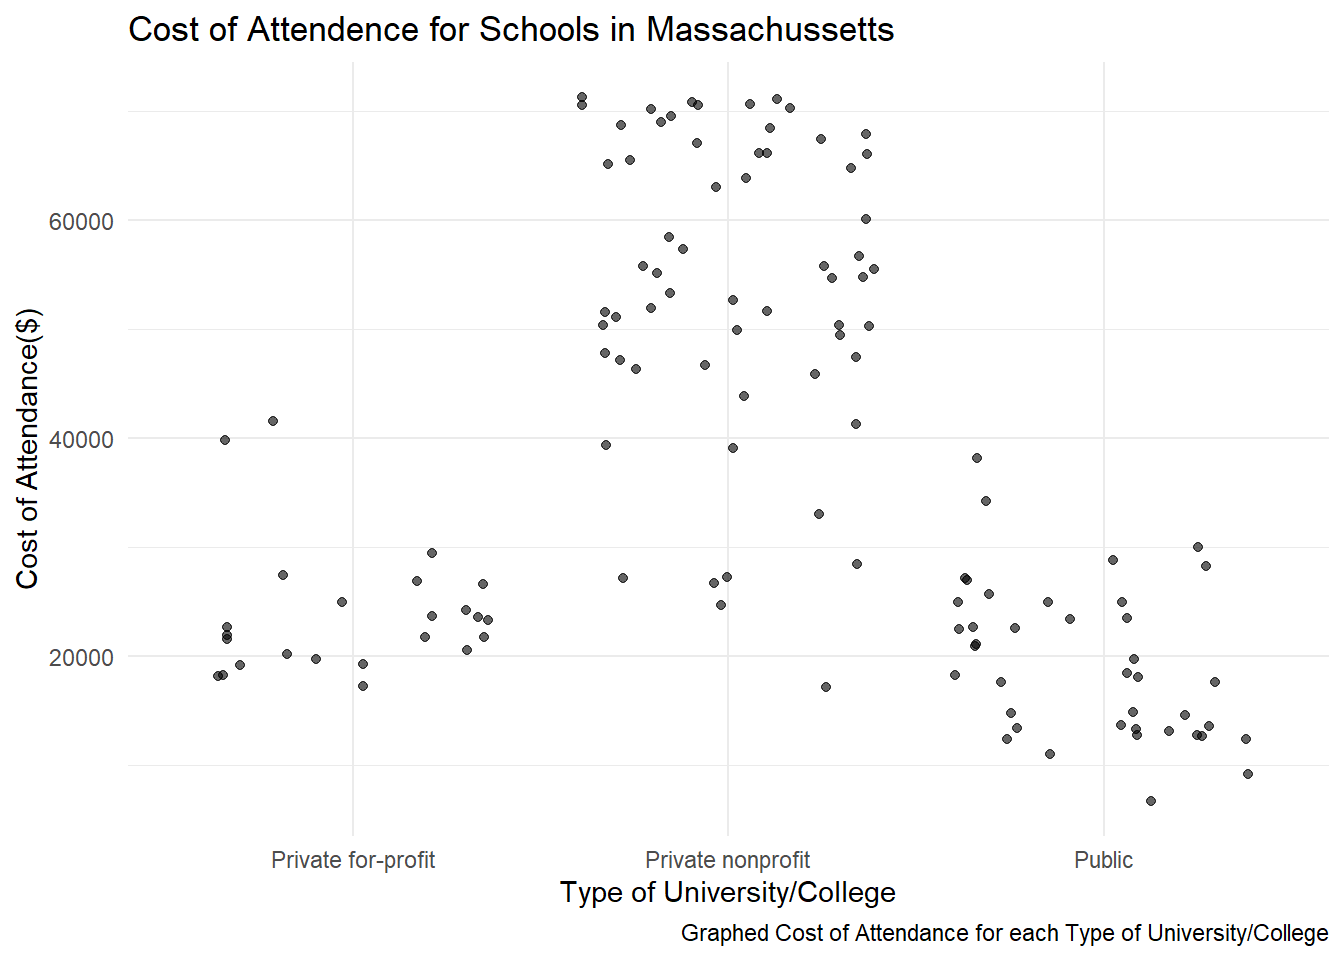 Cost of Attendence for Schools in Massachussetts
Cost of Attendance($)
60000
40000
20000
Private for-profit
Private nonprofit
Public
Type of University/College
Graphed Cost of Attendance for each Type of University/College